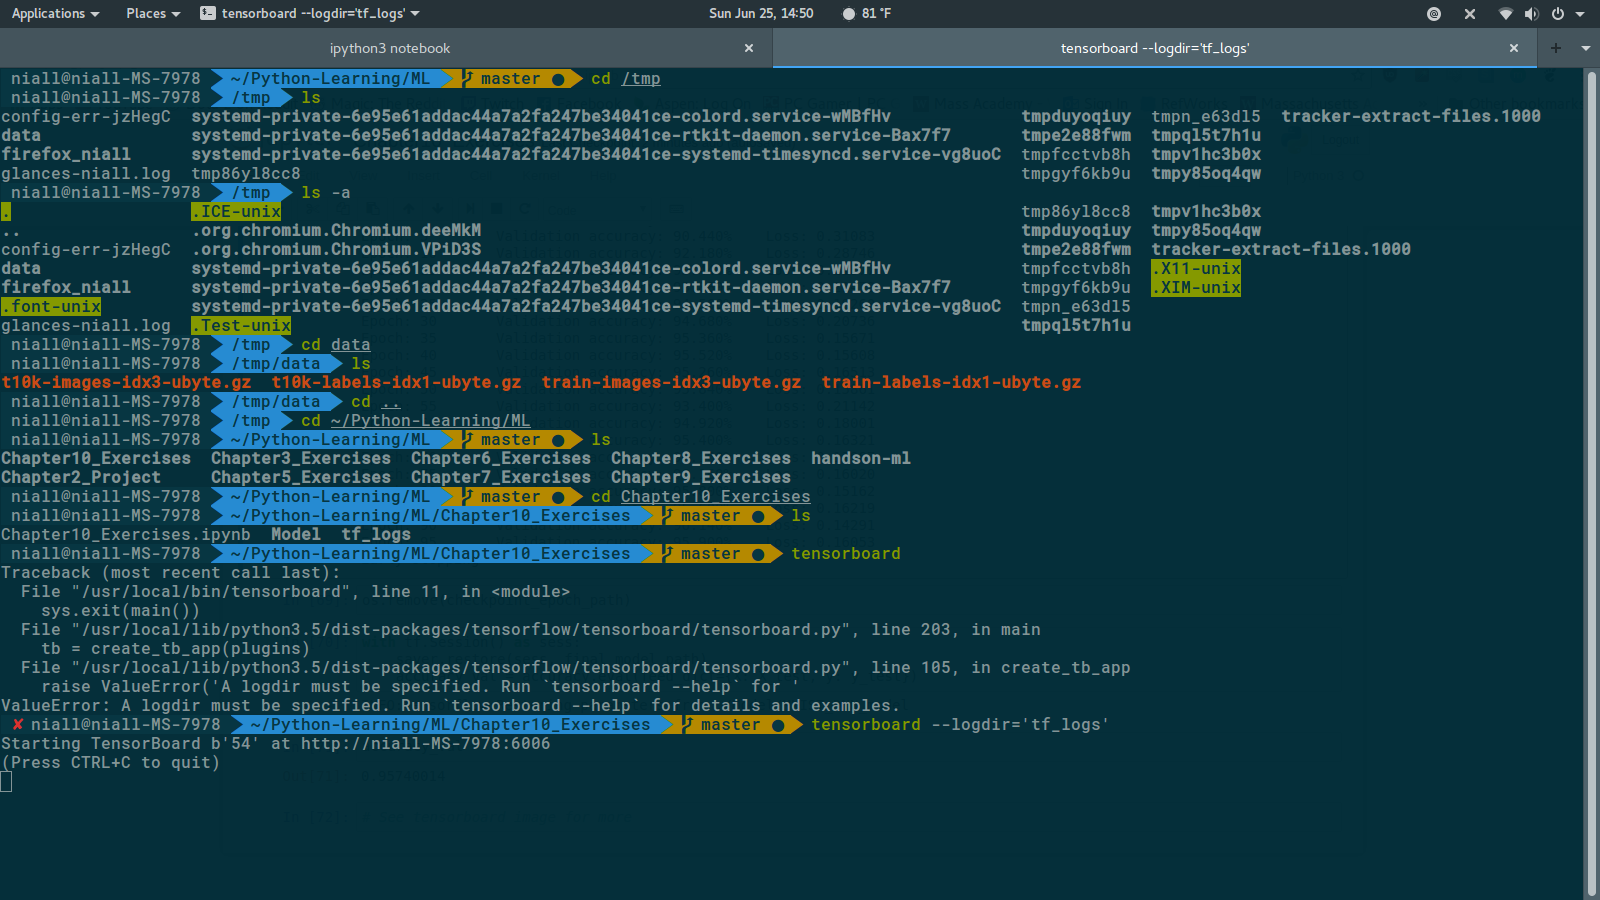 Applications Places tensorboard --logdir='tf_logs' Sun Jun 25, 14:50 81 °F
ipython3 notebook tensorboard --logdir='tf_logs'
niall@niall-MS-7978 ~/Python-Learning/ML master ● cd /tmp
niall@niall-MS-7978 /tmp ls
config-err-jzHegC systemd-private-6e95e61addac44a7a2fa247be34041ce-colord.service-wMBfHv tmpduyoqiuy tmpn_e63dl5 tracker-extract-files.1000
data systemd-private-6e95e61addac44a7a2fa247be34041ce-rtkit-daemon.service-Bax7f7 tmpe2e88fwm tmpql5t7h1u
firefox_niall systemd-private-6e95e61addac44a7a2fa247be34041ce-systemd-timesyncd.service-vg8uoC tmpfcctvb8h tmpv1hc3b0x
glances-niall.log tmp86yl8cc8 tmpgyf6kb9u tmpy85oq4qw
niall@niall-MS-7978 /tmp ls -a
. .ICE-unix tmp86yl8cc8 tmpv1hc3b0x
.. .org.chromium.Chromium.deeMkM tmpduyoqiuy tmpy85oq4qw
config-err-jzHegC .org.chromium.Chromium.VPiD3S tmpe2e88fwm tracker-extract-files.1000
data systemd-private-6e95e61addac44a7a2fa247be34041ce-colord.service-wMBfHv tmpfcctvb8h .X11-unix
firefox_niall systemd-private-6e95e61addac44a7a2fa247be34041ce-rtkit-daemon.service-Bax7f7 tmpgyf6kb9u .XIM-unix
.font-unix systemd-private-6e95e61addac44a7a2fa247be34041ce-systemd-timesyncd.service-vg8uoC tmpn_e63dl5
glances-niall.log .Test-unix tmpql5t7h1u
niall@niall-MS-7978 /tmp cd data
niall@niall-MS-7978 /tmp/data ls
t10k-images-idx3-ubyte.gz t10k-labels-idx1-ubyte.gz train-images-idx3-ubyte.gz train-labels-idx1-ubyte.gz
niall@niall-MS-7978 /tmp/data cd ..
niall@niall-MS-7978 /tmp cd ~/Python-Learning/ML
niall@niall-MS-7978 ~/Python-Learning/ML master ● ls
Chapter10_Exercises Chapter3_Exercises Chapter6_Exercises Chapter8_Exercises handson-ml
Chapter2_Project Chapter5_Exercises Chapter7_Exercises Chapter9_Exercises
niall@niall-MS-7978 ~/Python-Learning/ML master ● cd Chapter10_Exercises
niall@niall-MS-7978 ~/Python-Learning/ML/Chapter10_Exercises master ● ls
Chapter10_Exercises.ipynb Model tf_logs
niall@niall-MS-7978 ~/Python-Learning/ML/Chapter10_Exercises master ● tensorboard
Traceback (most recent call last):
File "/usr/local/bin/tensorboard", line 11, in <module>
sys.exit(main())
File "/usr/local/lib/python3.5/dist-packages/tensorflow/tensorboard/tensorboard.py", line 203, in main
tb = create_tb_app(plugins)
File "/usr/local/lib/python3.5/dist-packages/tensorflow/tensorboard/tensorboard.py", line 105, in create_tb_app
raise ValueError('A logdir must be specified. Run `tensorboard --help` for '
ValueError: A logdir must be specified. Run `tensorboard --help` for details and examples.
✘ niall@niall-MS-7978 ~/Python-Learning/ML/Chapter10_Exercises master ● tensorboard --logdir='tf_logs'
Starting TensorBoard b'54' at http://niall-MS-7978:6006
(Press CTRL+C to quit)